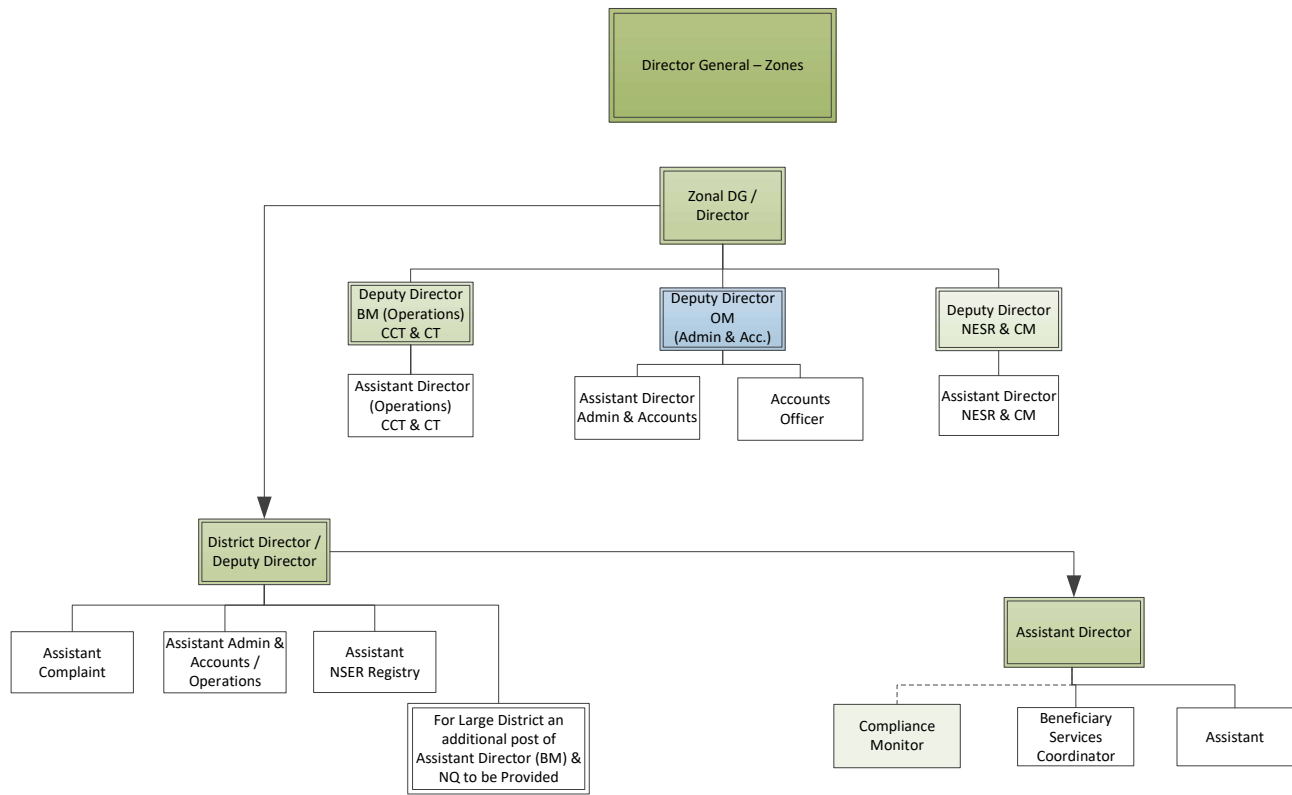 Director General – Zones
Zonal DG /
Director
Deputy Director
BM (Operations)
CCT & CT
Deputy Director
OM
(Admin & Acc.)
Deputy Director
NESR & CM
Assistant Director
(Operations)
CCT & CT
Assistant Director
Admin & Accounts
Accounts
Officer
Assistant Director
NESR & CM
District Director /
Deputy Director
Assistant Director
Assistant
Complaint
Assistant Admin &
Accounts /
Operations
Assistant
NSER Registry
For Large District an
additional post of
Assistant Director (BM) &
NQ to be Provided
Compliance
Monitor
Beneficiary
Services
Coordinator
Assistant